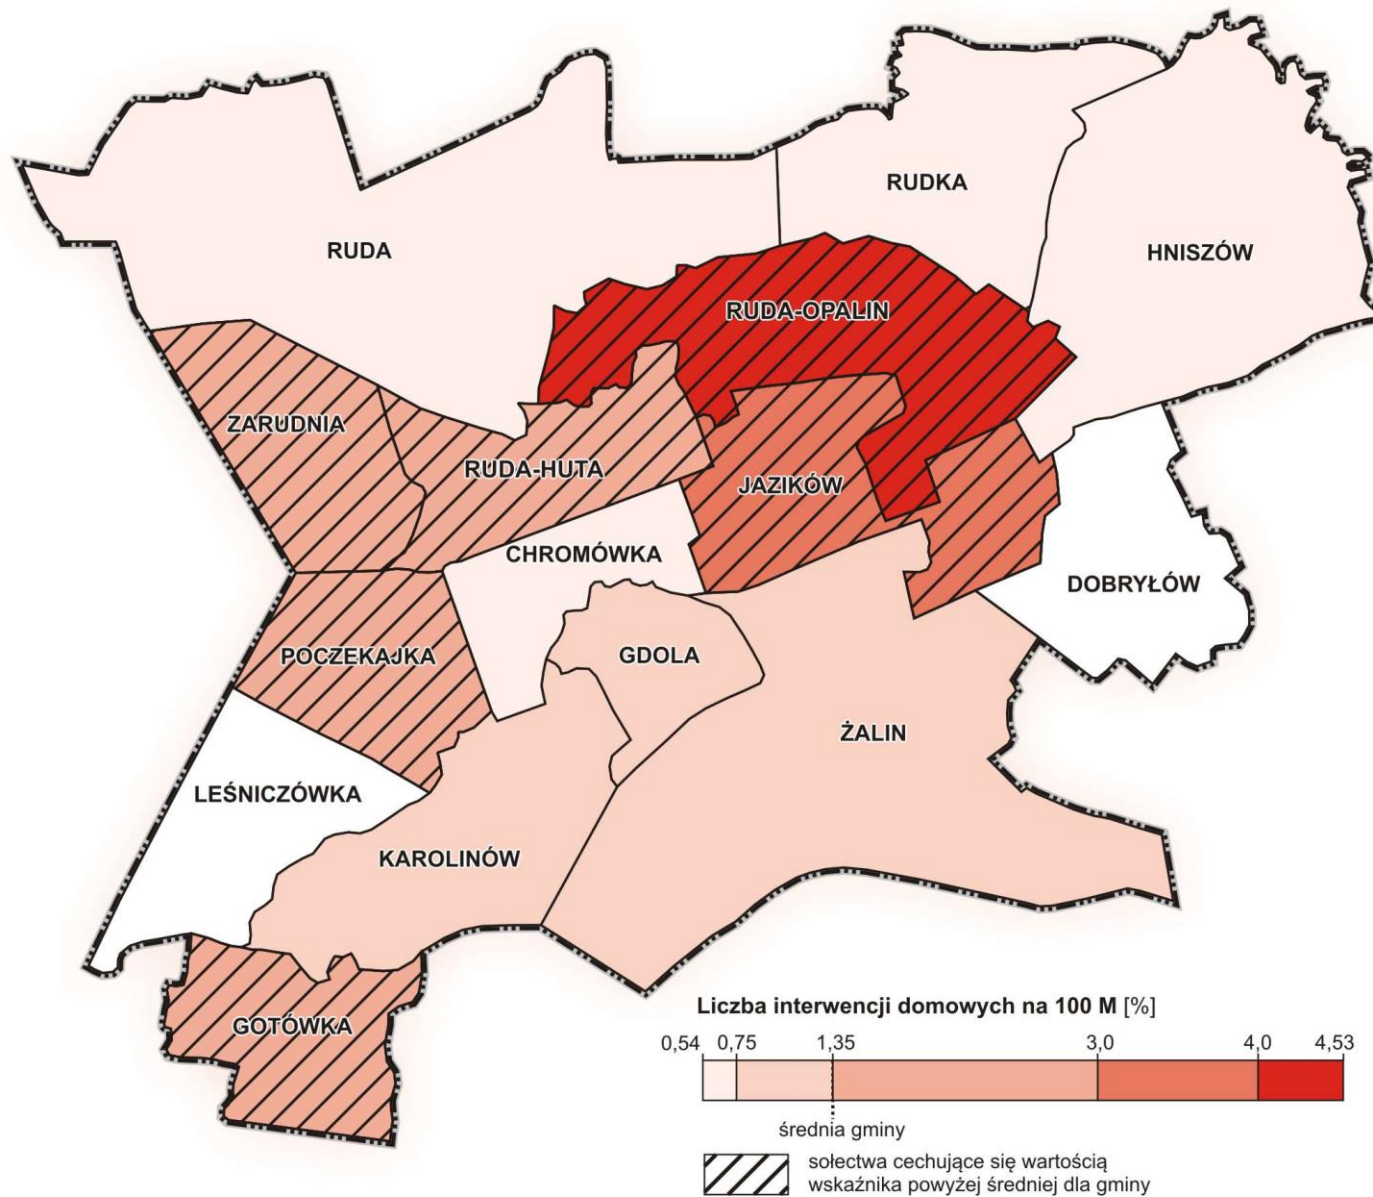 RUDKA
RUDA
HNISZÓW
RUDA-OPALIN
ZARUDNIA
RUDA-HUTA
JAZIKÓW
CHROMÓWKA
DOBRYŁÓW
POCZEKAJKA
GDOLA
ŻALIN
LEŚNICZÓWKA
KAROLINÓW
GOTÓWKA
Liczba interwencji domowych na 100 M [%]
0,54 0,75 1,35 3,0 4,0 4,53
średnia gminy
sołectwa cechujące się wartością
wskaźnika powyżej średniej dla gminy